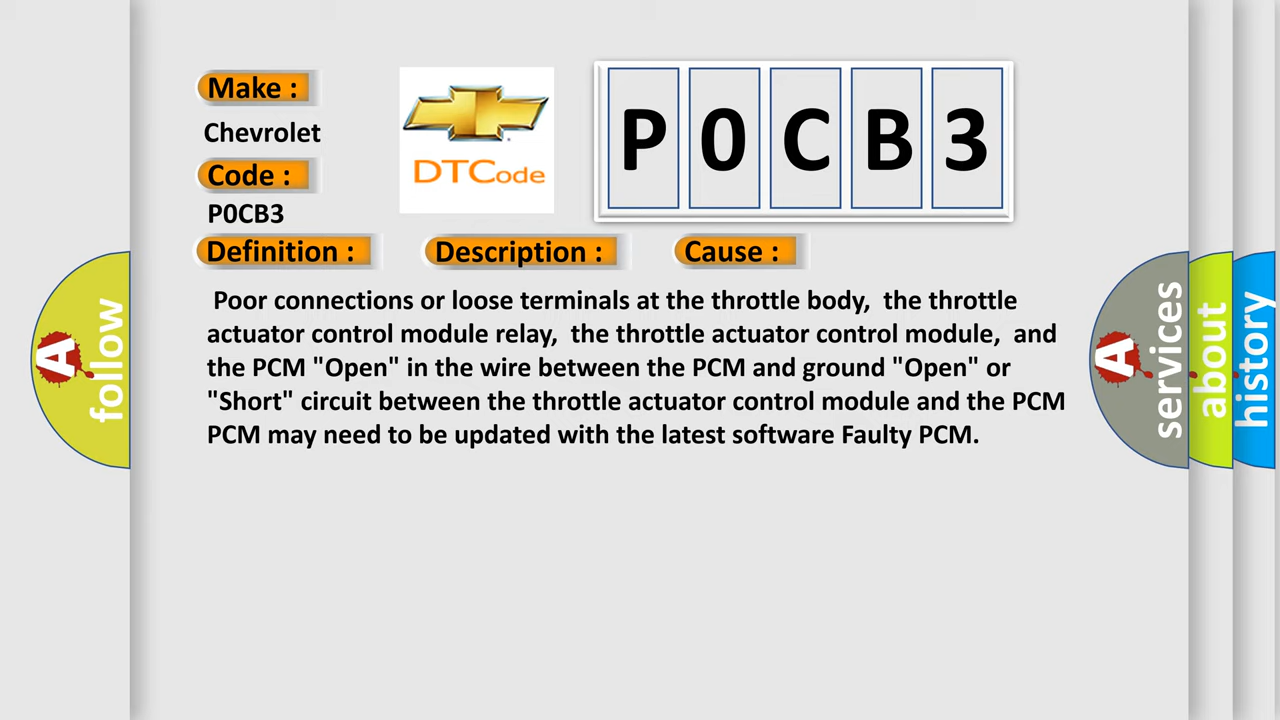 Make :
Chevrolet
Code :
P0CB3
DTCode
P0CB3
Definition :
Description :
Cause :
Poor connections or loose terminals at the throttle body, the throttle
actuator control module relay, the throttle actuator control module, and
the PCM "Open" in the wire between the PCM and ground "Open" or
"Short" circuit between the throttle actuator control module and the PCM
PCM may need to be updated with the latest software Faulty PCM.
A follow
A services
about
history